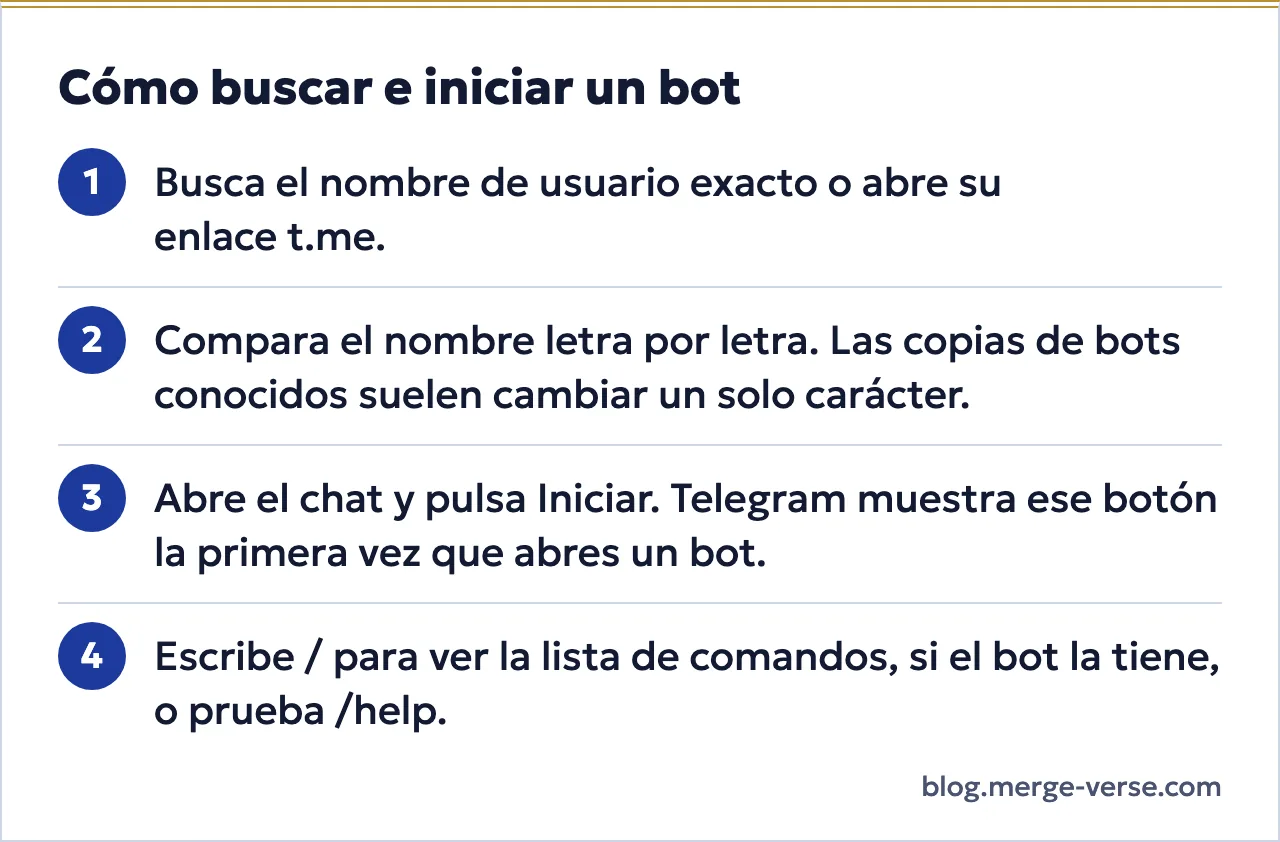 Cómo buscar e iniciar un bot
1
Busca el nombre de usuario exacto o abre su
enlace t.me.
2
Compara el nombre letra por letra. Las copias de bots
conocidos suelen cambiar un solo carácter.
3
Abre el chat y pulsa Iniciar. Telegram muestra ese botón
la primera vez que abres un bot.
4
Escribe / para ver la lista de comandos, si el bot la tiene,
o prueba /help.
blog.merge-verse.com